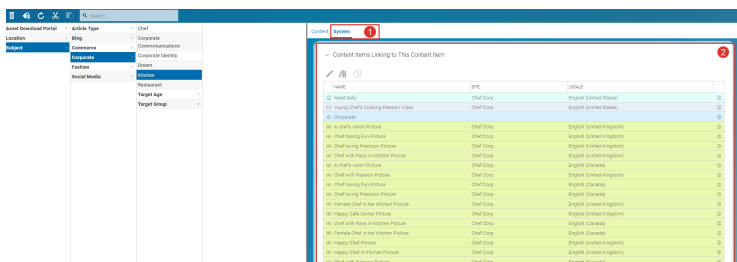 Search...
Asset Download Portal
Location
Subject
Article Type
Blog
Commerce
Corporate
Fashion
Social Media
Chef
Corporate
Communications
Corporate Identity
Dream
Kitchen
Restaurant
Target Age
Target Group
Content System 1
2
Content Items Linking to This Content Item
NAME SITE LOCALE
Meet Sally Chef Corp. English (United States)
Young Chef's Cooking Passion Video Chef Corp. English (United States)
Corporate
A chef's vision Picture Chef Corp. English (United Kingdom)
Chef having Fun Picture Chef Corp. English (United Kingdom)
Chef loving Precision Picture Chef Corp. English (United Kingdom)
Chef with Pans in Kitchen Picture Chef Corp. English (United Kingdom)
A chef's vision Picture Chef Corp. English (Canada)
Chef with Passion Picture Chef Corp. English (United Kingdom)
Chef having Fun Picture Chef Corp. English (Canada)
Chef loving Precision Picture Chef Corp. English (Canada)
Female Chef in her Kitchen Picture Chef Corp. English (United Kingdom)
Happy Cafe Owner Picture Chef Corp. English (United Kingdom)
Chef with Pans in Kitchen Picture Chef Corp. English (Canada)
Female Chef in her Kitchen Picture Chef Corp. English (United Kingdom)
Happy Chef Picture Chef Corp. English (United Kingdom)
Happy Chef in Kitchen Picture Chef Corp. English (United Kingdom)
Chef with Passion Picture Chef Corp. English (Canada)